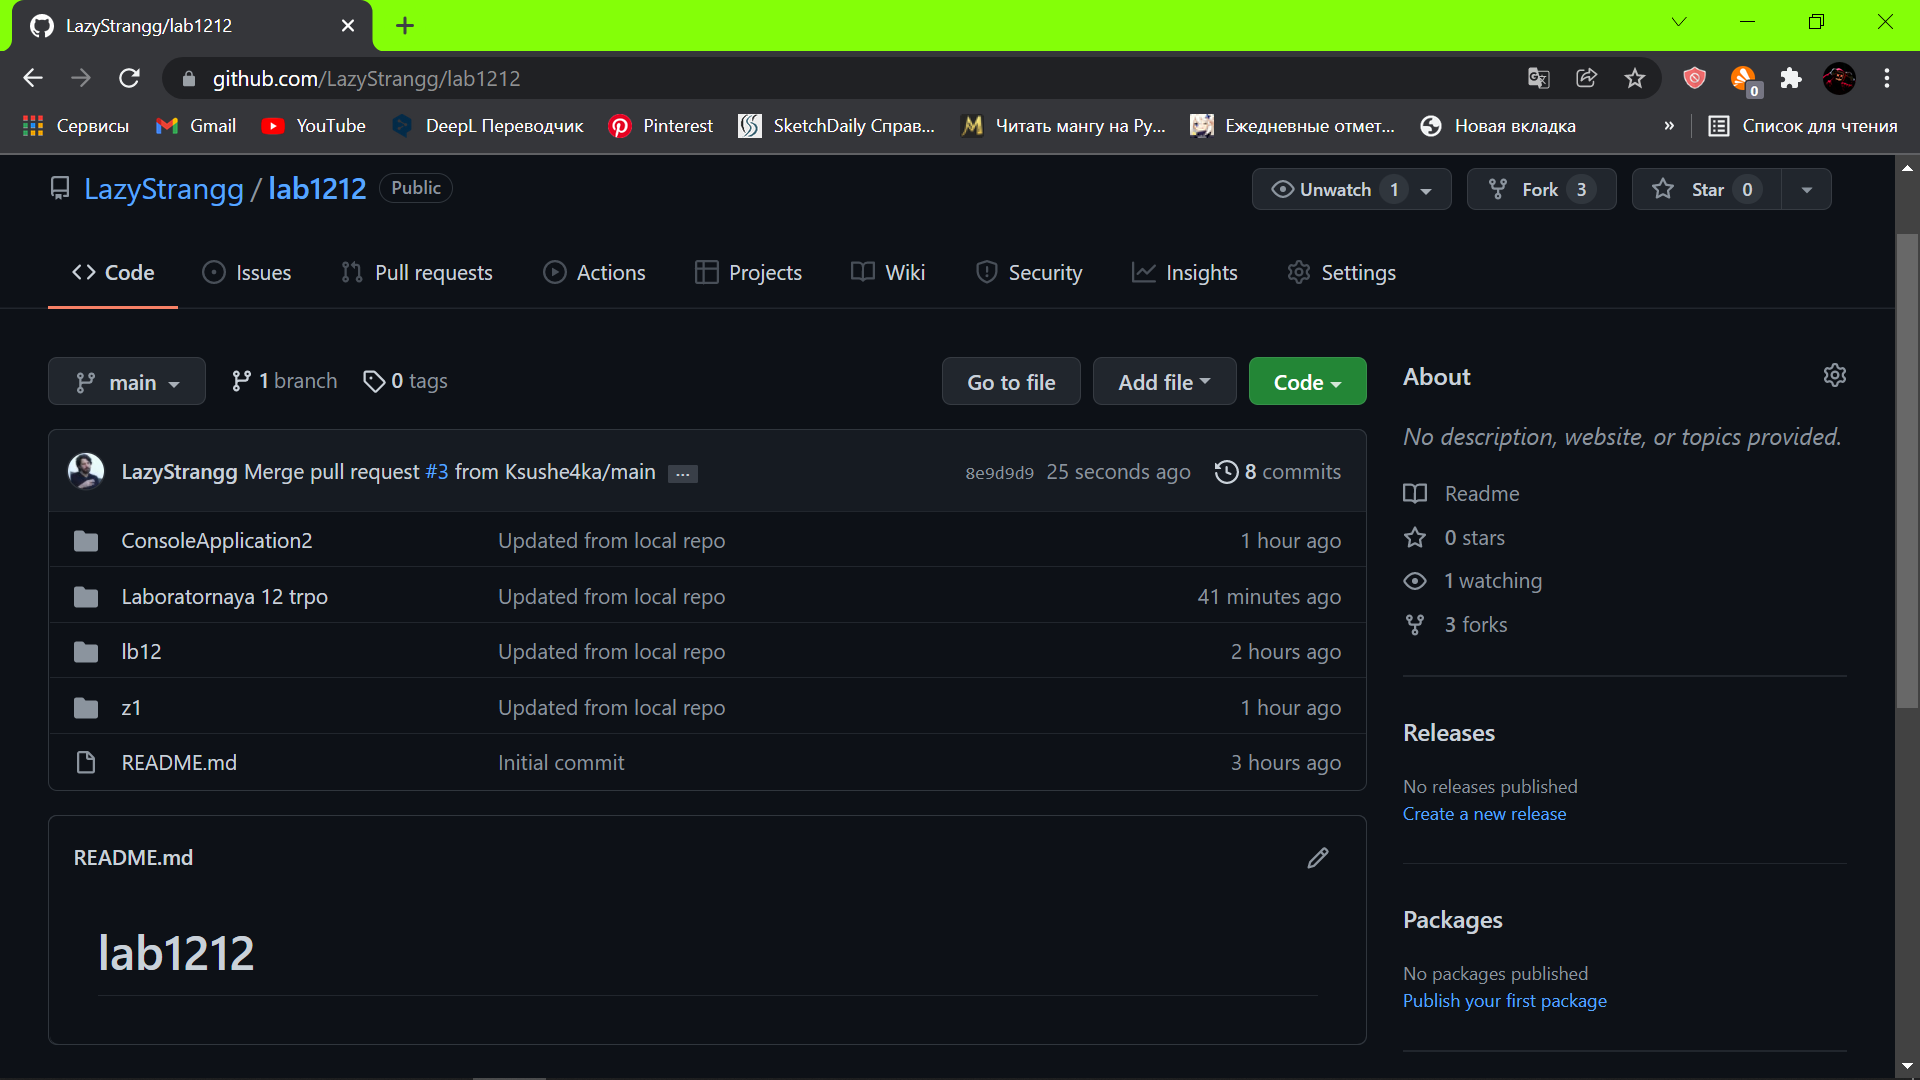 LazyStrangg/lab1212
github.com/LazyStrangg/lab1212
0
Сервисы Gmail YouTube DeepL Переводчик Pinterest SketchDaily Справ... Читать мангу на Ру... Ежедневные отмет... Новая вкладка » Список для чтения
LazyStrangg / lab1212 Public Unwatch 1 Fork 3 Star 0
Code Issues Pull requests Actions Projects Wiki Security Insights Settings
main 1 branch 0 tags Go to file Add file Code
LazyStrangg Merge pull request #3 from Ksushe4ka/main ... 8e9d9d9 25 seconds ago 8 commits
ConsoleApplication2 Updated from local repo 1 hour ago
Laboratornaya 12 trpo Updated from local repo 41 minutes ago
lb12 Updated from local repo 2 hours ago
z1 Updated from local repo 1 hour ago
README.md Initial commit 3 hours ago
README.md
lab1212
About
No description, website, or topics provided.
Readme
0 stars
1 watching
3 forks
Releases
No releases published
Create a new release
Packages
No packages published
Publish your first package